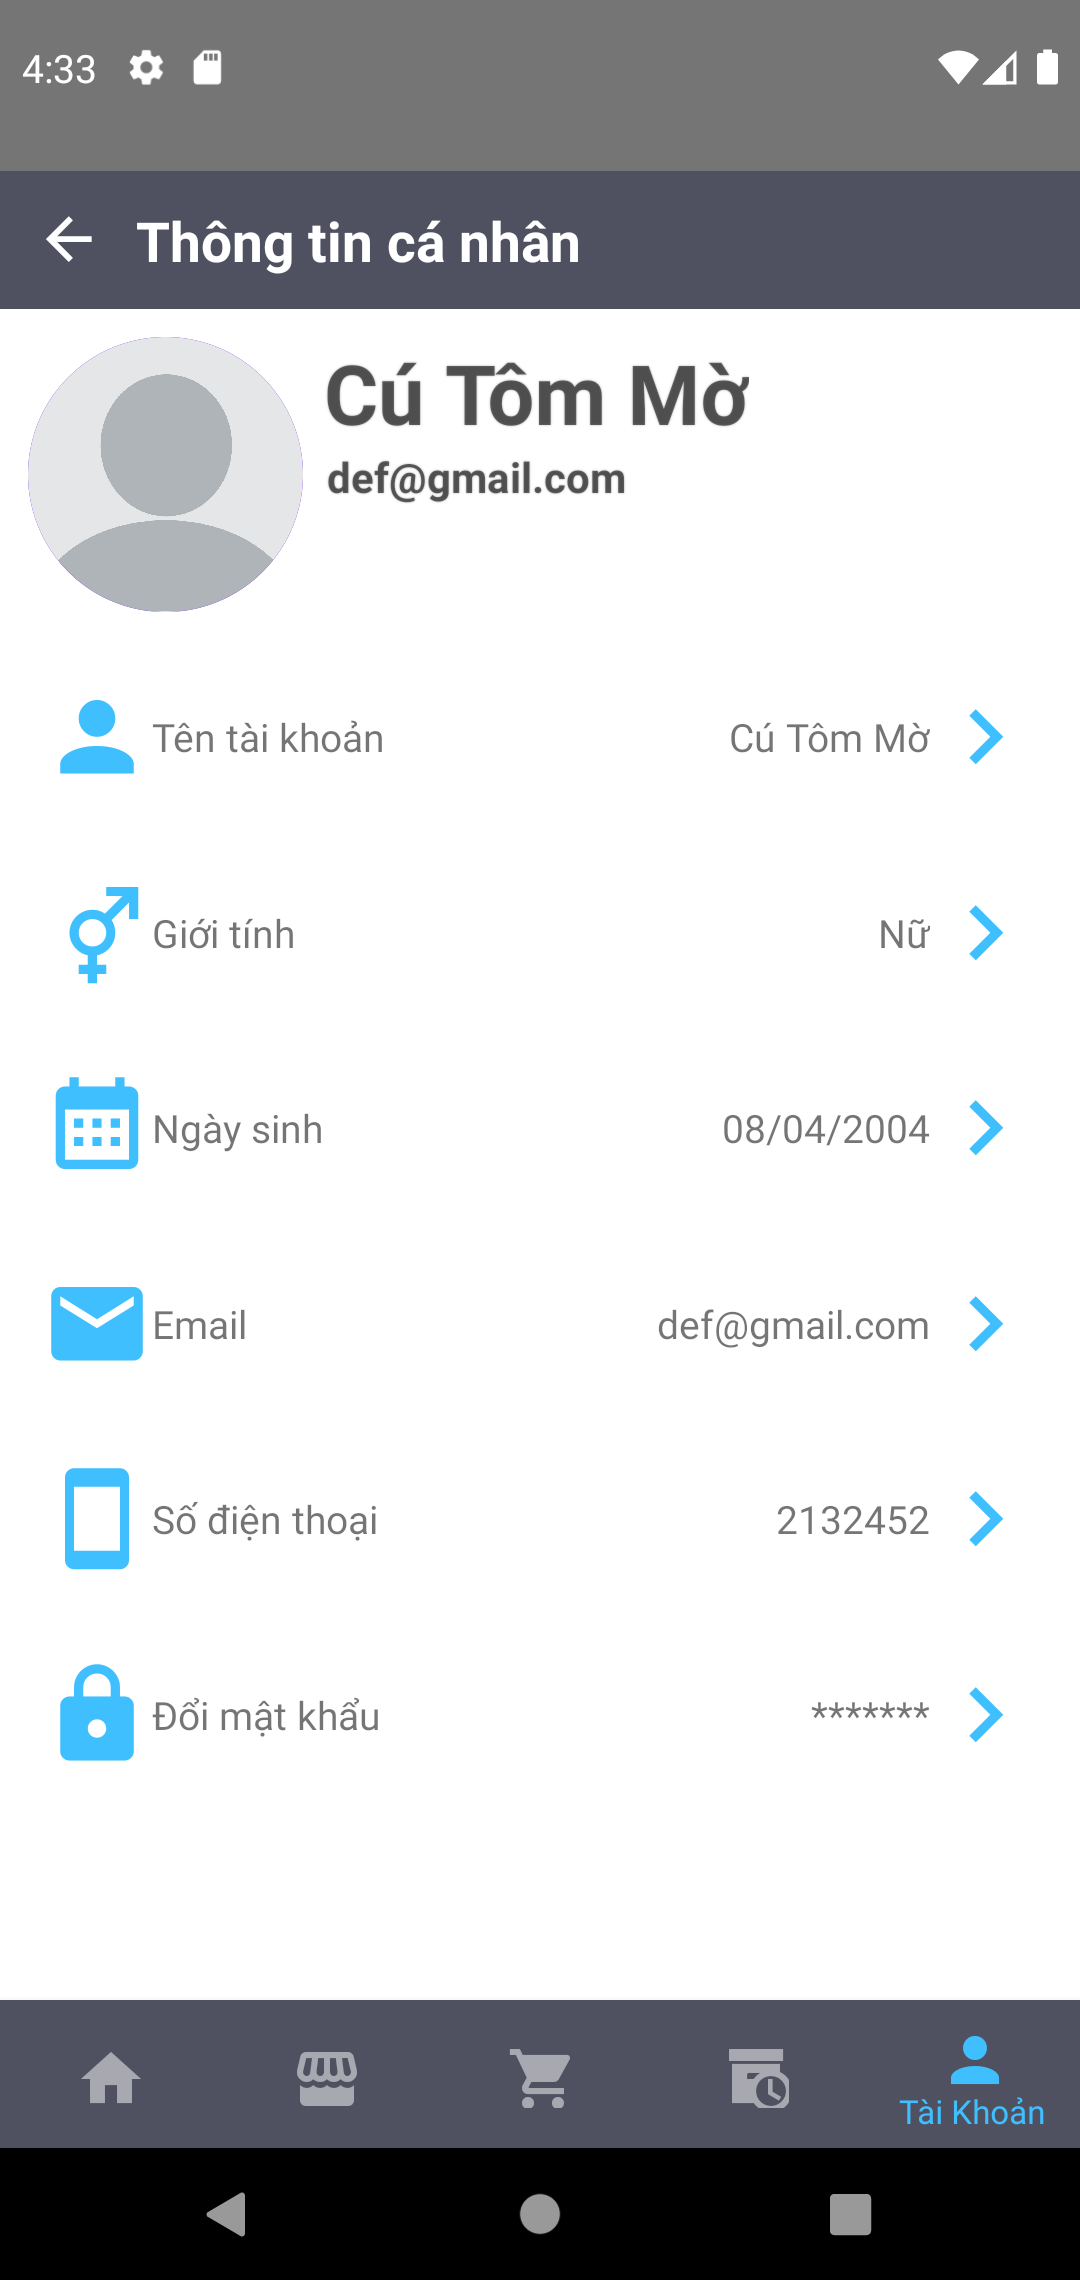 4:33
Thông tin cá nhân
Cú Tôm Mờ
def@gmail.com
Tên tài khoản Cú Tôm Mờ
Giới tính Nữ
Ngày sinh 08/04/2004
Email def@gmail.com
Số điện thoại 2132452
Đổi mật khẩu *******
Tài Khoản